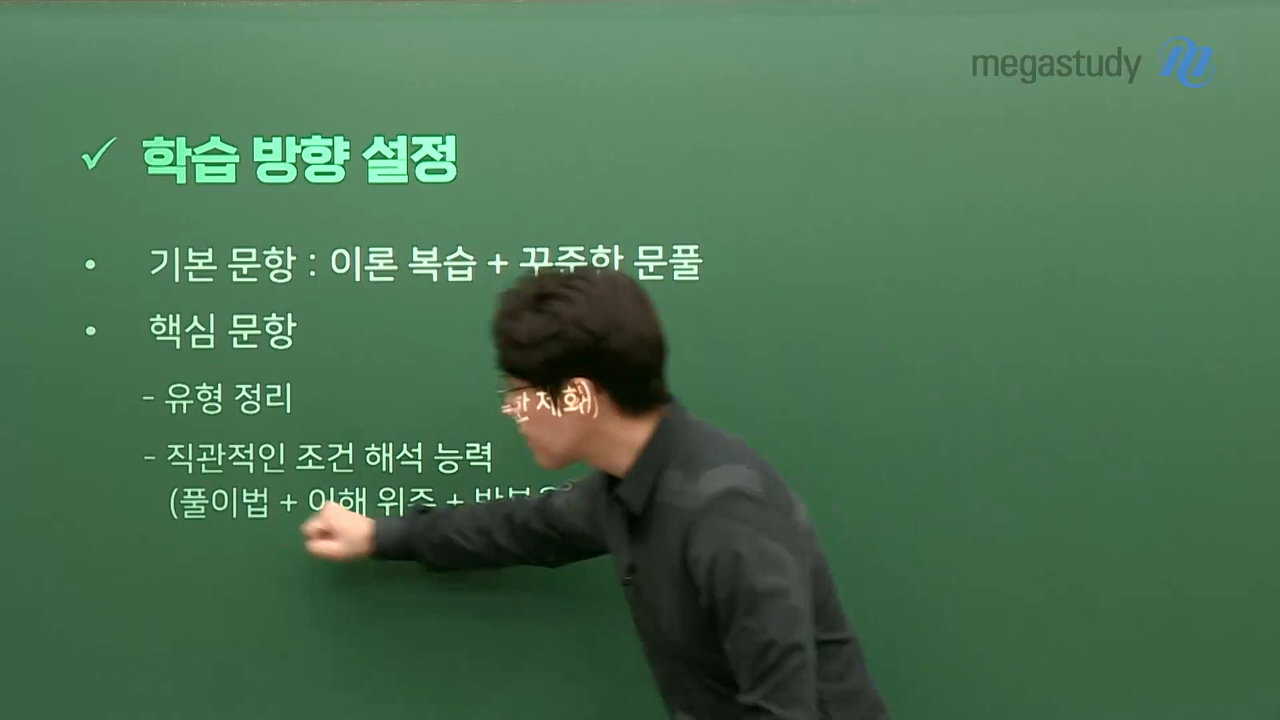 megastudy
✓ 학습 방향 설정
• 기본 문항 : 이론 복습 + 꾸준한 문풀
• 핵심 문항
- 유형 정리
- 직관적인 조건 해석 능력
(풀이법 + 이해 위주 +